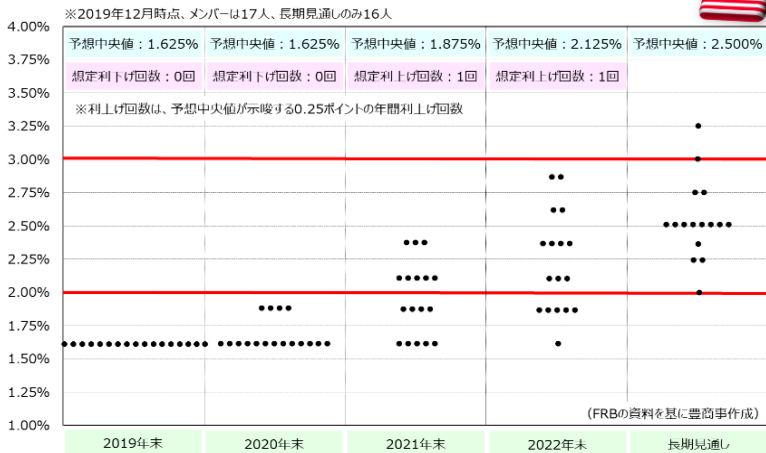 ※2019年12月時点、メンバーは17人、長期見通しのみ16人
4.00%
予想中央値：1.625% 予想中央値：1.625% 予想中央値：1.875% 予想中央値：2.125% 予想中央値：2.500%
3.75%
想定利下げ回数：0回 想定利下げ回数：0回 想定利上げ回数：1回 想定利上げ回数：1回
3.50%
※利上げ回数は、予想中央値が示唆する0.25ポイントの年間利上げ回数
3.25%
3.00%
2.75%
2.50%
2.25%
2.00%
1.75%
1.50%
1.25%
（FRBの資料を基に豊商事作成）
1.00%
2019年末 2020年末 2021年末 2022年末 長期見通し